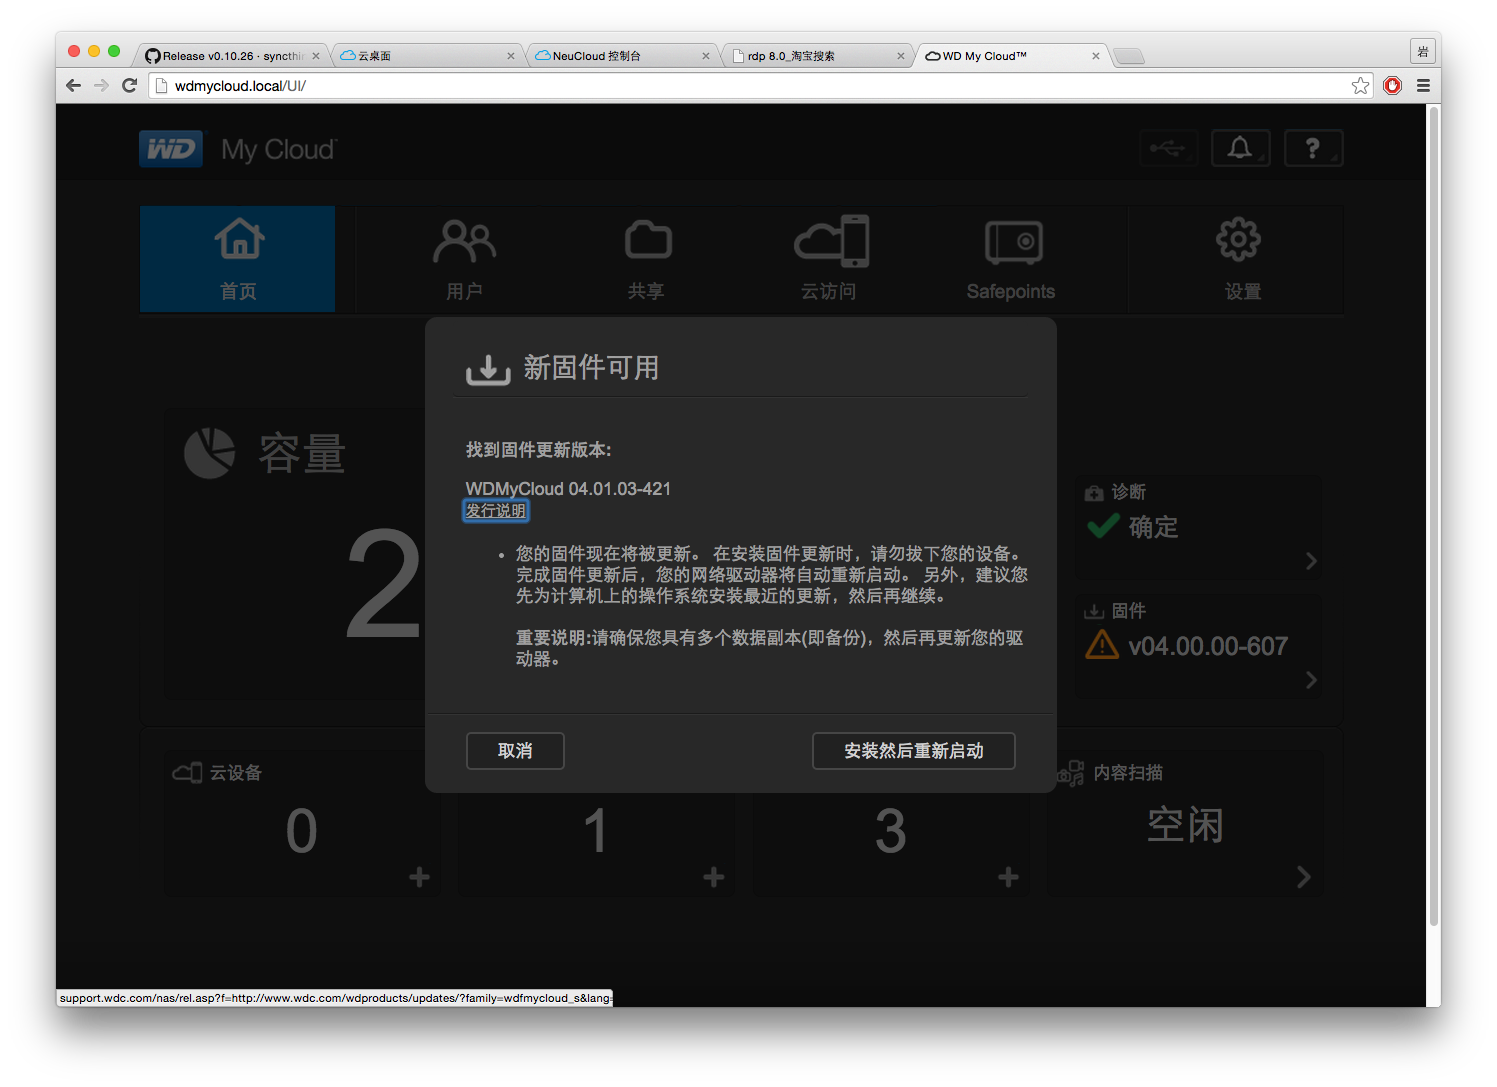 Release v0.10.26 · syncthin
云桌面
NeuCloud 控制台
rdp 8.0_淘宝搜索
WD My Cloud™
岩
wdmycloud.local/UI/
WD My Cloud
?
首页
用户
共享
云访问
Safepoints
设置
新固件可用
找到固件更新版本:
WDMyCloud 04.01.03-421
发行说明
• 您的固件现在将被更新。 在安装固件更新时，请勿拔下您的设备。
完成固件更新后，您的网络驱动器将自动重新启动。 另外，建议您
先为计算机上的操作系统安装最近的更新，然后再继续。
重要说明:请确保您具有多个数据副本(即备份)，然后再更新您的驱
动器。
取消
安装然后重新启动
容量
2
诊断
确定
固件
v04.00.00-607
云设备
0
1
3
内容扫描
空闲
support.wdc.com/nas/rel.asp?f=http://www.wdc.com/wdproducts/updates/?family=wdfmycloud_s&lang=